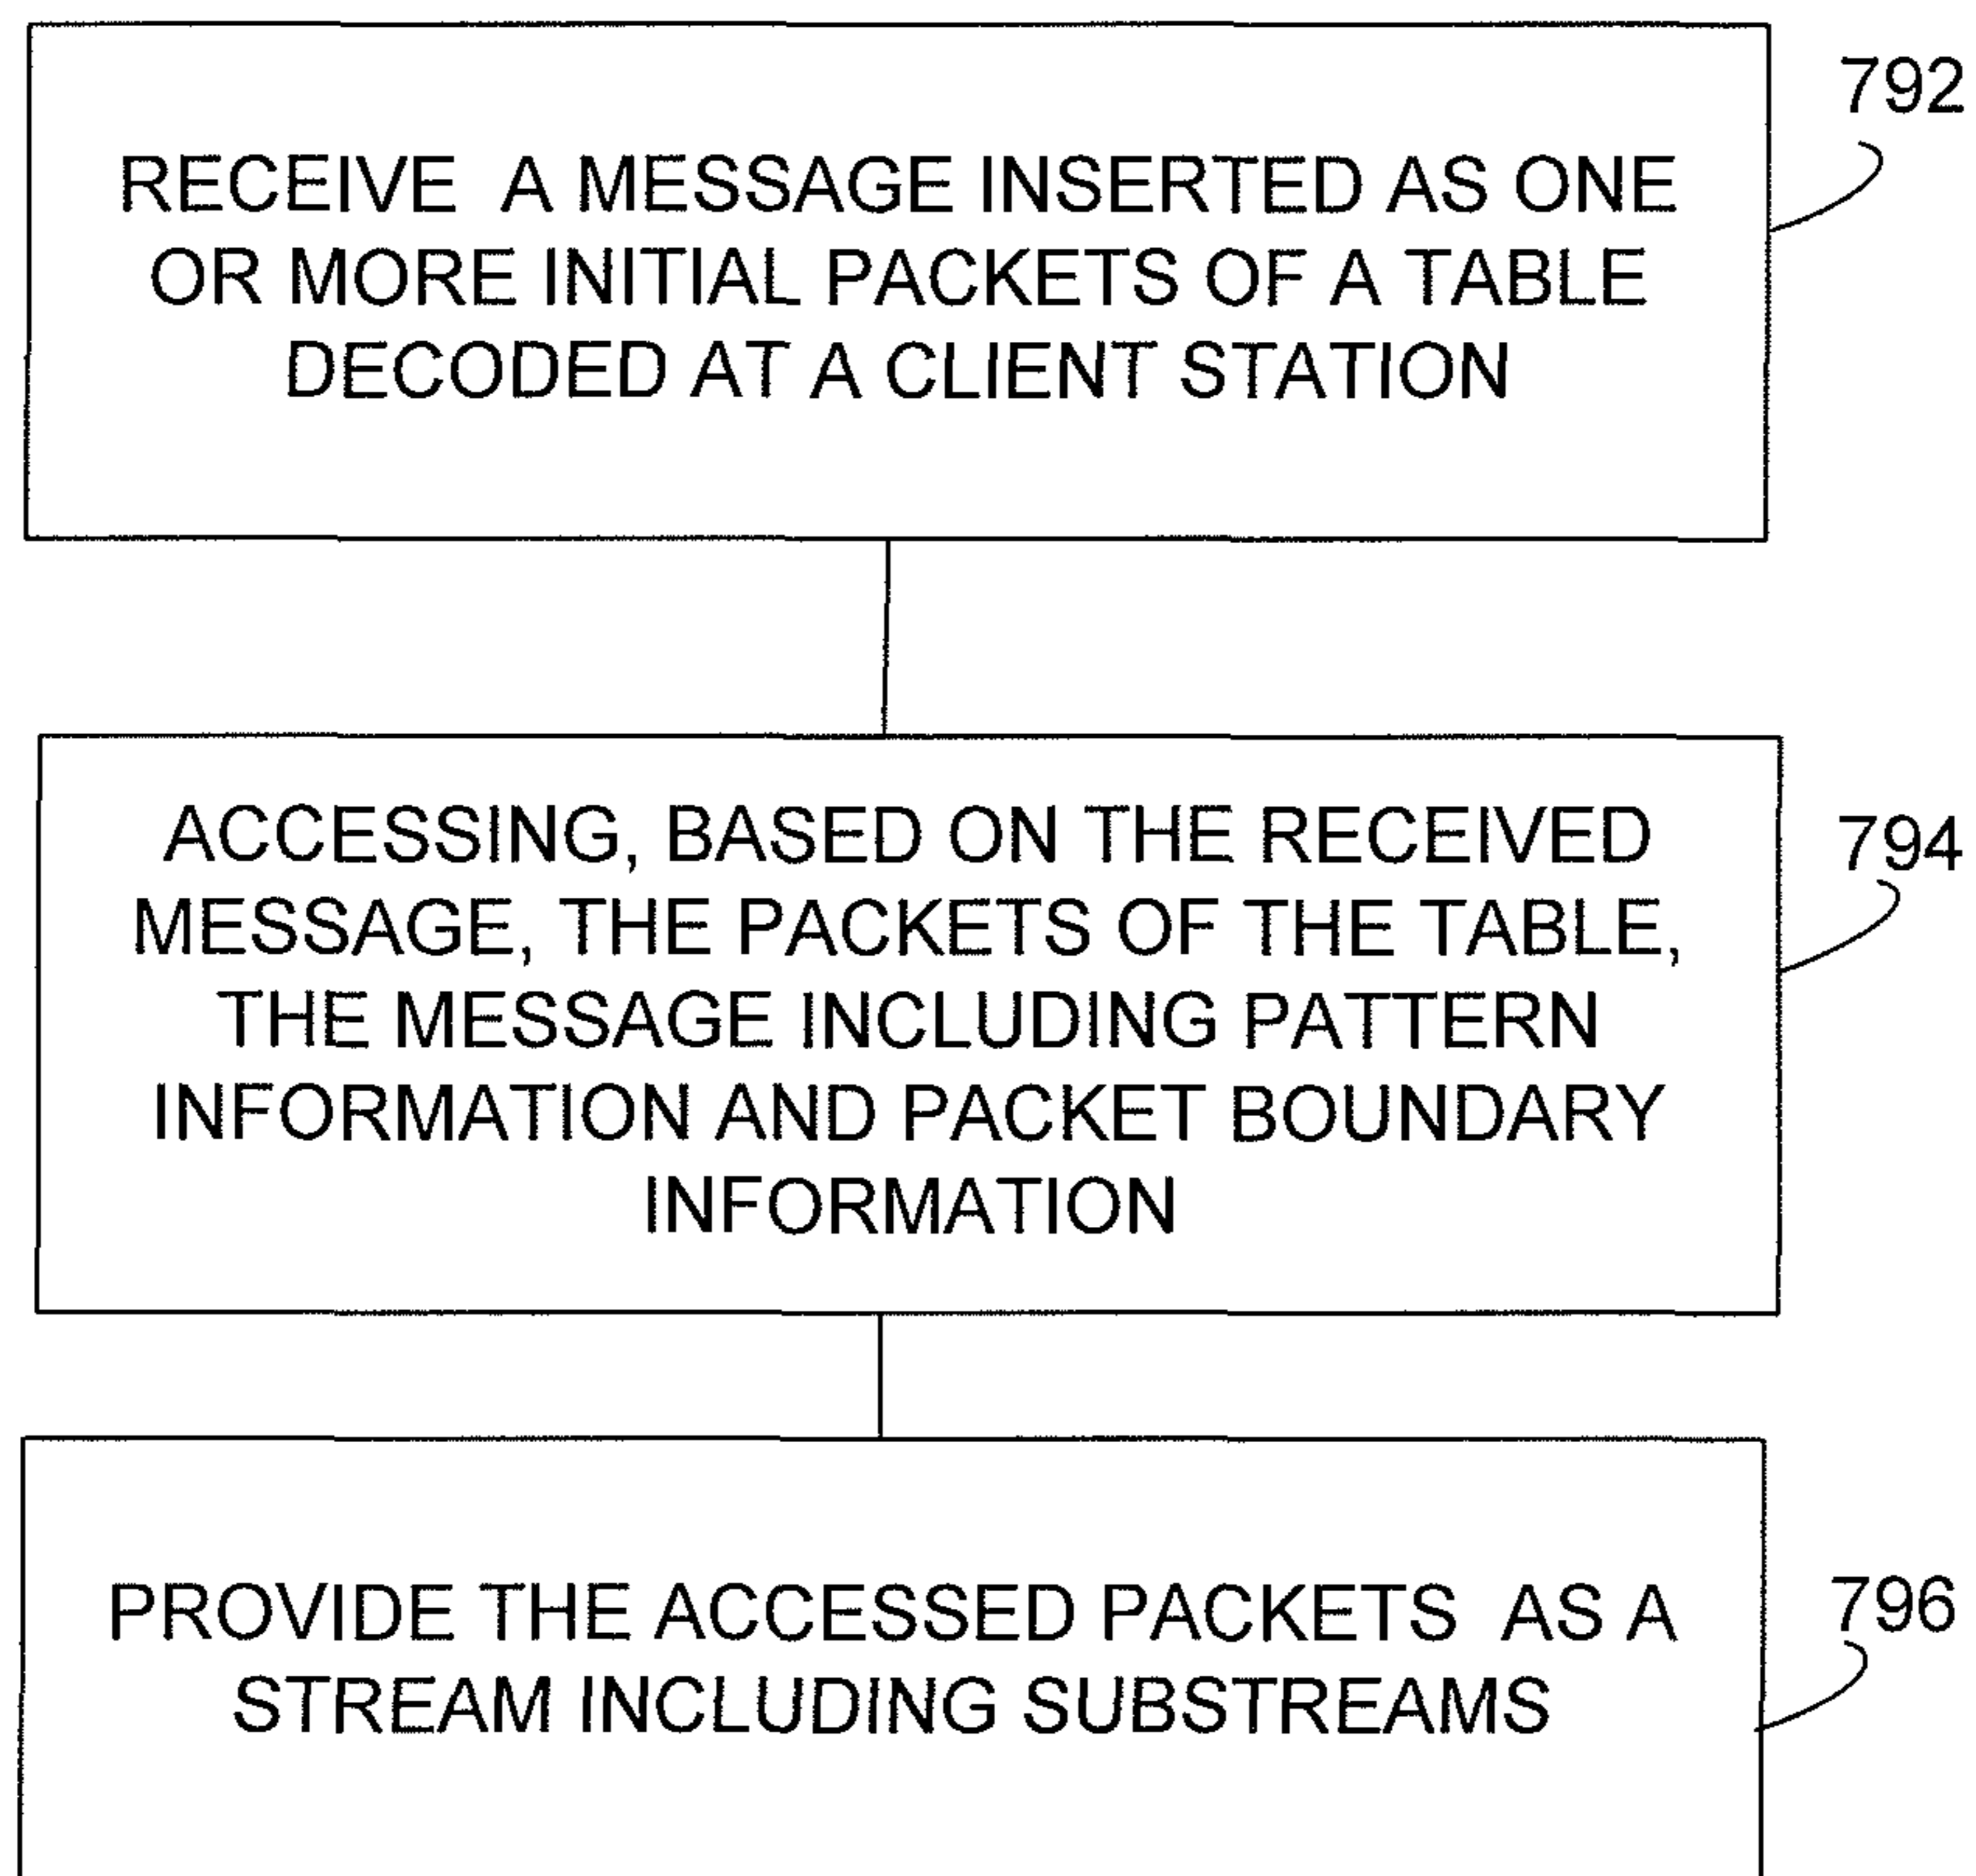 792
RECEIVE A MESSAGE INSERTED AS ONE
OR MORE INITIAL PACKETS OF A TABLE
DECODED AT A CLIENT STATION
794
ACCESSING, BASED ON THE RECEIVED
MESSAGE, THE PACKETS OF THE TABLE,
THE MESSAGE INCLUDING PATTERN
INFORMATION AND PACKET BOUNDARY
INFORMATION
796
PROVIDE THE ACCESSED PACKETS AS A
STREAM INCLUDING SUBSTREAMS